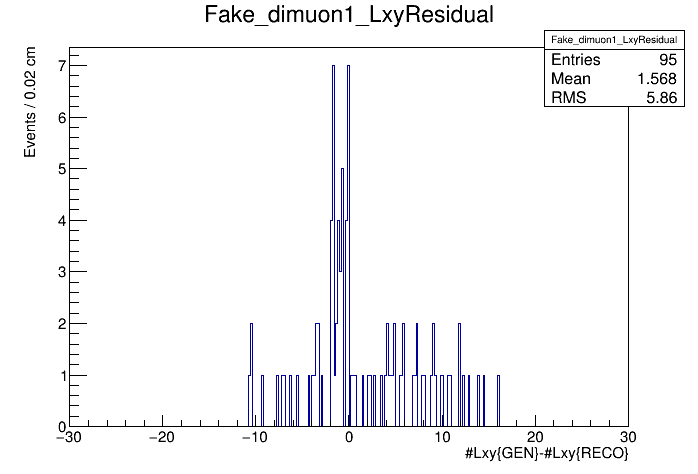 Fake_dimuon1_LxyResidual
Fake_dimuon1_LxyResidual
Entries 95
Mean 1.568
RMS 5.86
Events / 0.02 cm
7
6
5
4
3
2
1
0
−30 −20 −10 0 10 20 30
#Lxy{GEN}-#Lxy{RECO}